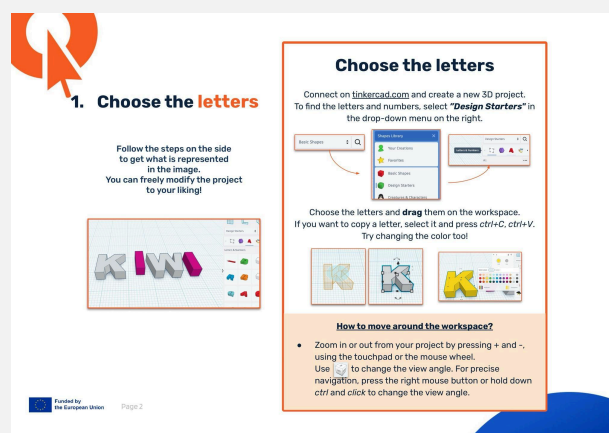 1. Choose the letters
Follow the steps on the side
to get what is represented
in the image.
You can freely modify the project
to your liking!
KIWI
Choose the letters
Connect on tinkercad.com and create a new 3D project.
To find the letters and numbers, select "Design Starters" in
the drop-down menu on the right.
Basic Shapes
Shapes Library
Your Creations
Favorites
Basic Shapes
Design Starters
Creatures & Characters
Design Starters
Choose the letters and drag them on the workspace.
If you want to copy a letter, select it and press ctrl+C, ctrl+V.
Try changing the color too!
K
K
K
How to move around the workspace?
● Zoom in or out from your project by pressing + and -,
using the touchpad or the mouse wheel.
Use to change the view angle. For precise
navigation, press the right mouse button or hold down
ctrl and click to change the view angle.
Funded by
the European Union
Page 2